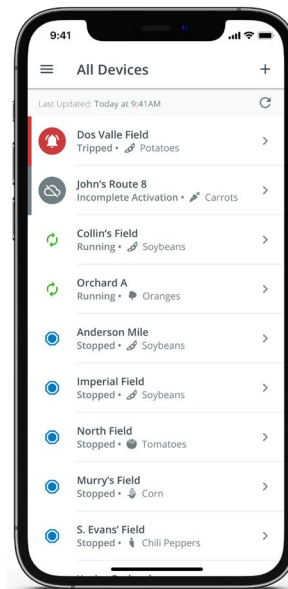 9:41
All Devices
Last Updated: Today at 9:41AM
Dos Valle Field
Tripped • Potatoes
John's Route 8
Incomplete Activation • Carrots
Collin's Field
Running • Soybeans
Orchard A
Running • Oranges
Anderson Mile
Stopped • Soybeans
Imperial Field
Stopped • Soybeans
North Field
Stopped • Tomatoes
Murry's Field
Stopped • Corn
S. Evans' Field
Stopped • Chili Peppers